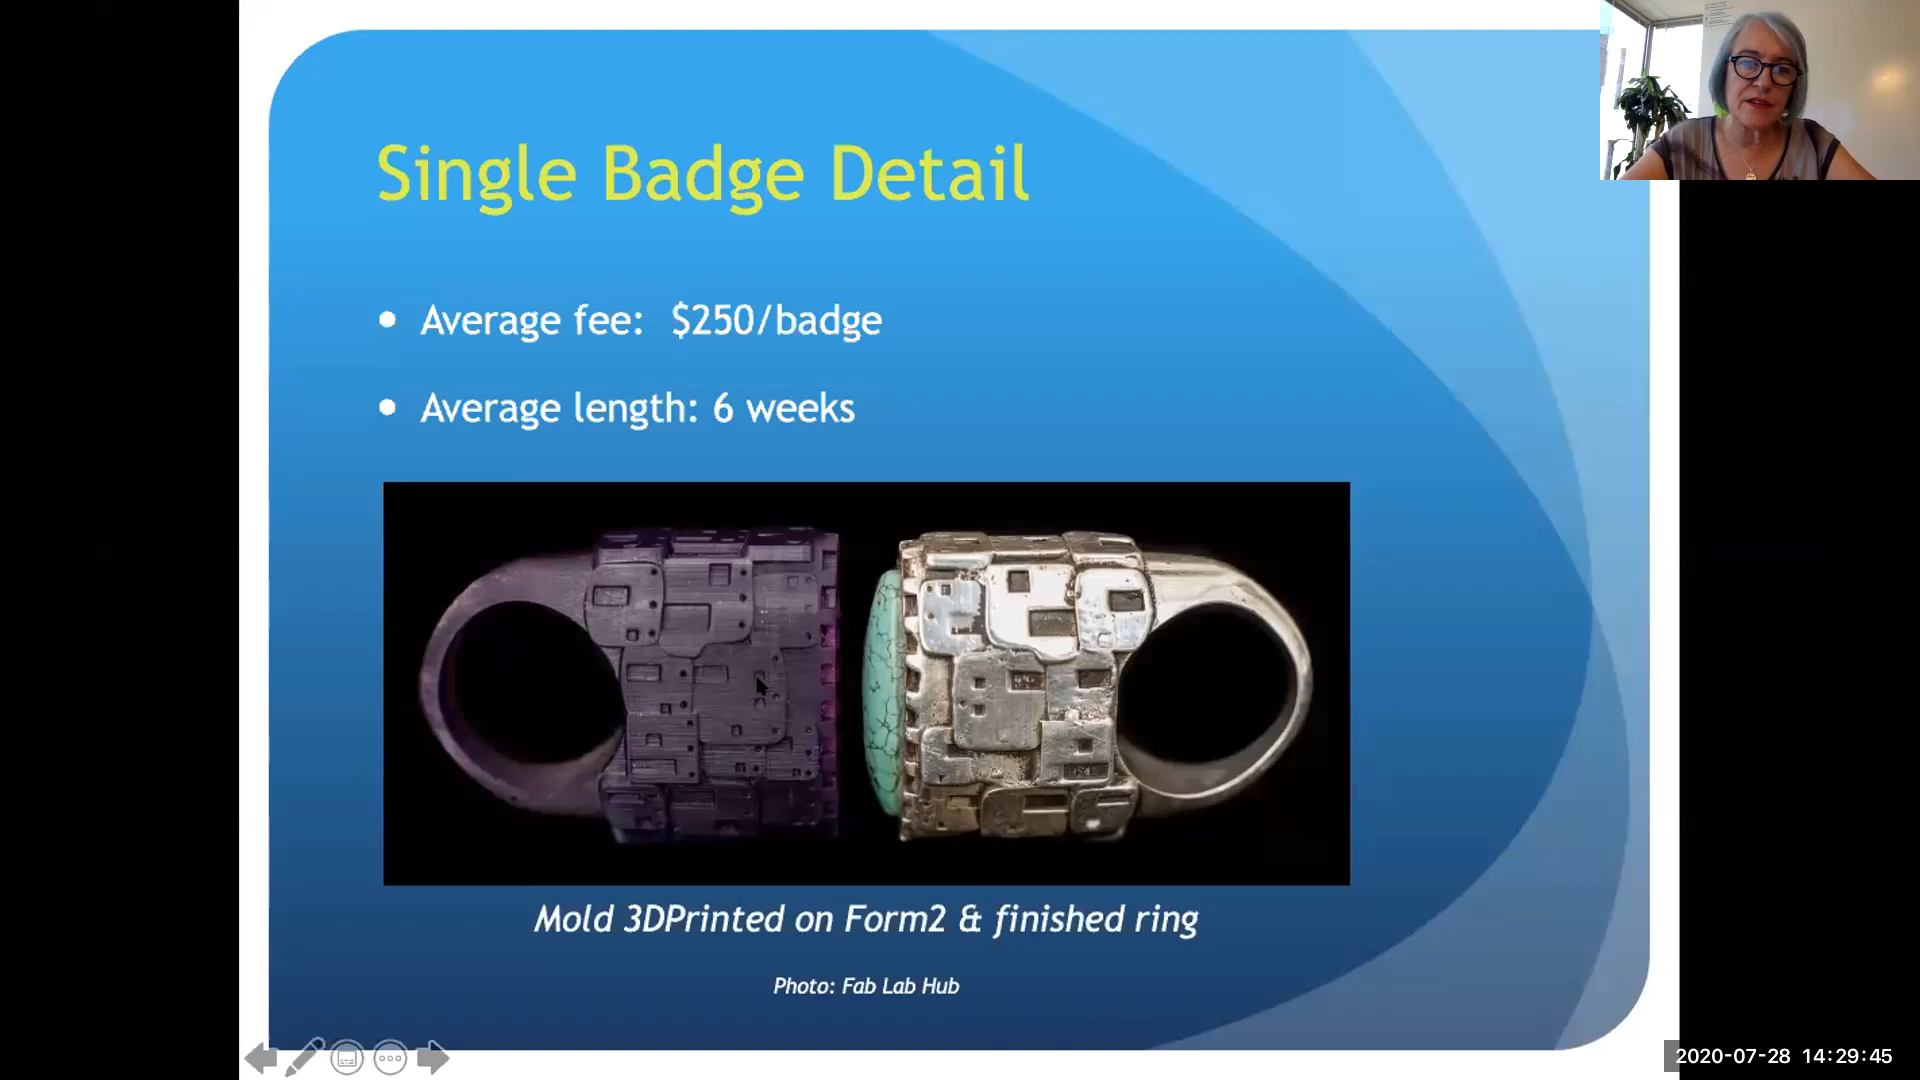 Single Badge Detail
• Average fee: $250/badge
• Average length: 6 weeks
Mold 3DPrinted on Form2 & finished ring
Photo: Fab Lab Hub
2020-07-28 14:29:45